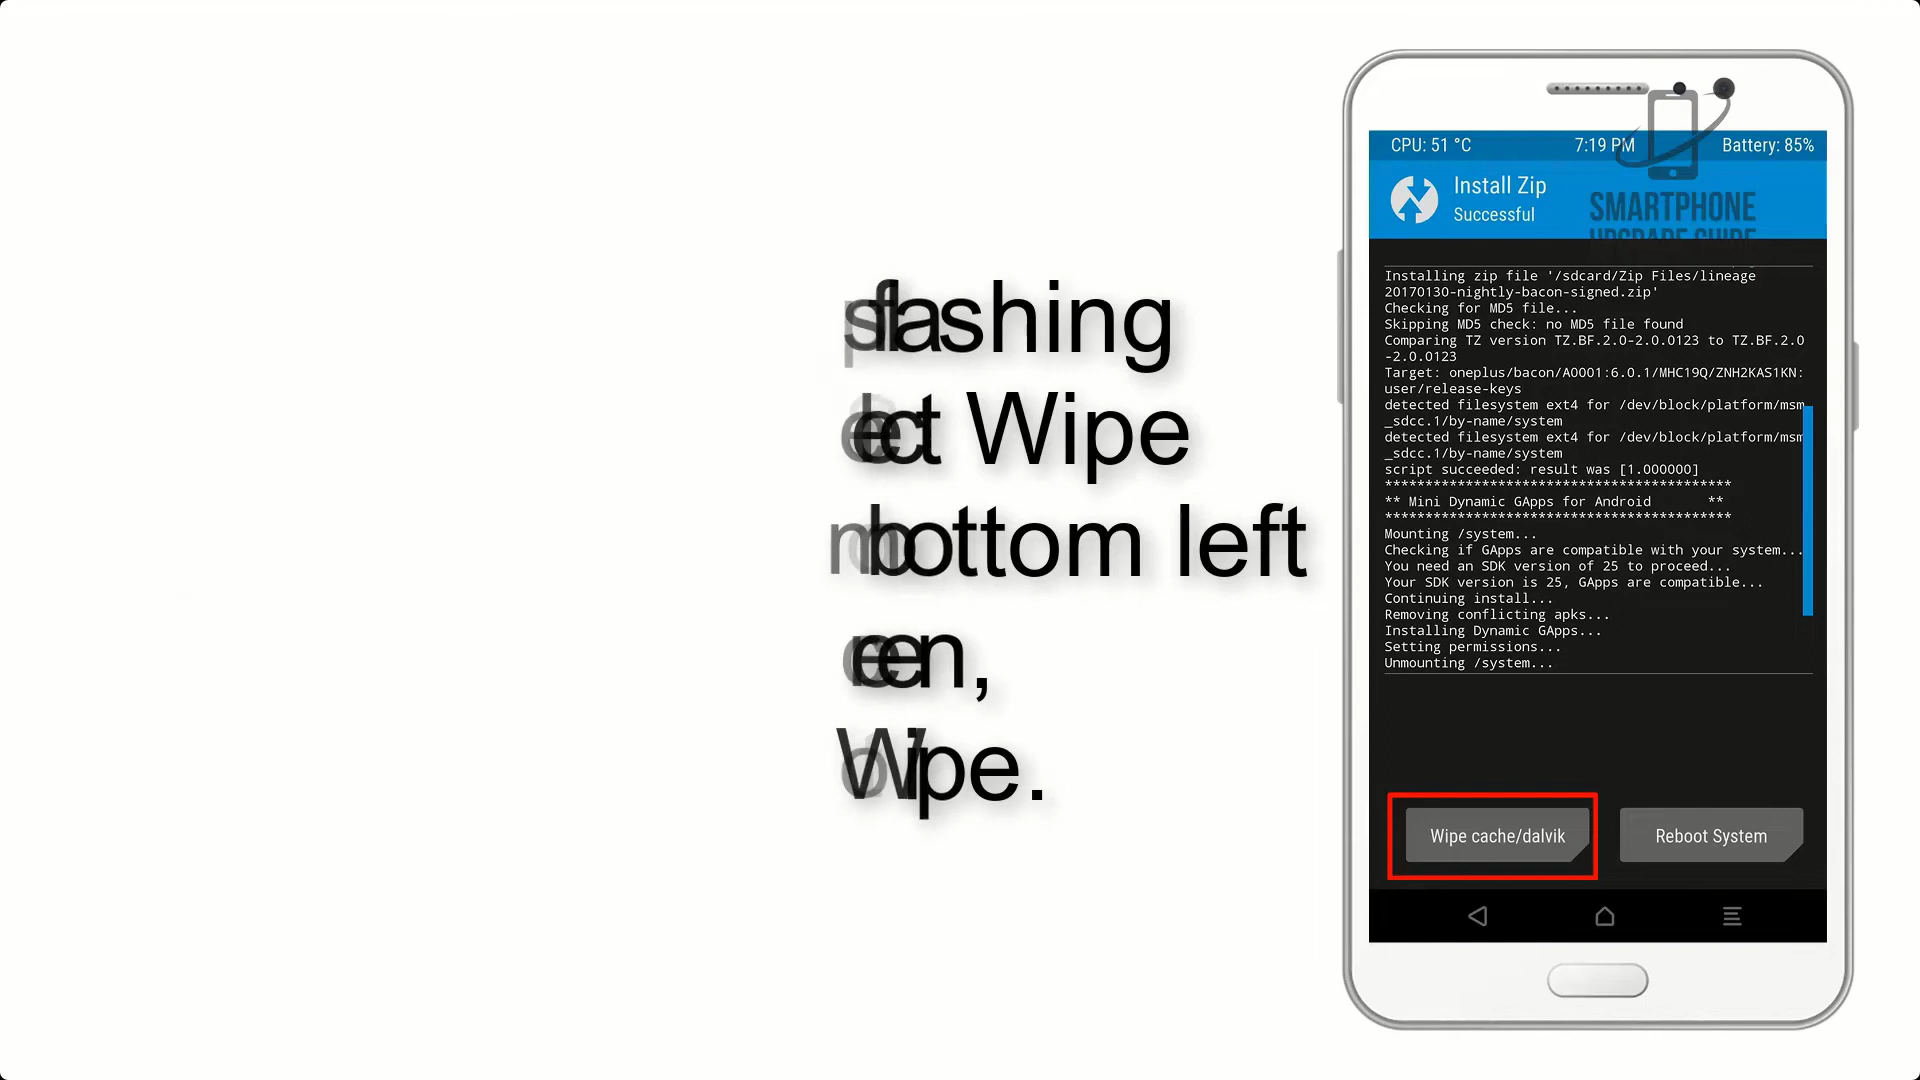 flashing
Wipe
bottom left
Wipe.
CPU: 51 °C
7:19 PM
Battery: 85%
Install Zip
Successful
SMARTPHONE
UPGRADE GUIDE
Installing zip file '/sdcard/Zip Files/lineage
20170130-nightly-bacon-signed.zip'
Checking for MD5 file...
Skipping MD5 check: no MD5 file found
Comparing TZ version TZ.BF.2.0-2.0.0123 to TZ.BF.2.0
-2.0.0123
Target: oneplus/bacon/A0001:6.0.1/MHC19Q/ZNH2KAS1KN:
user/release-keys
detected filesystem ext4 for /dev/block/platform/msm
_sdcc.1/by-name/system
detected filesystem ext4 for /dev/block/platform/msm
_sdcc.1/by-name/system
script succeeded: result was [1.000000]
******************************************
** Mini Dynamic GApps for Android **
******************************************
Mounting /system...
Checking if GApps are compatible with your system...
You need an SDK version of 25 to proceed...
Your SDK version is 25, GApps are compatible...
Continuing install...
Removing conflicting apks...
Installing Dynamic GApps...
Setting permissions...
Unmounting /system...
Wipe cache/dalvik
Reboot System